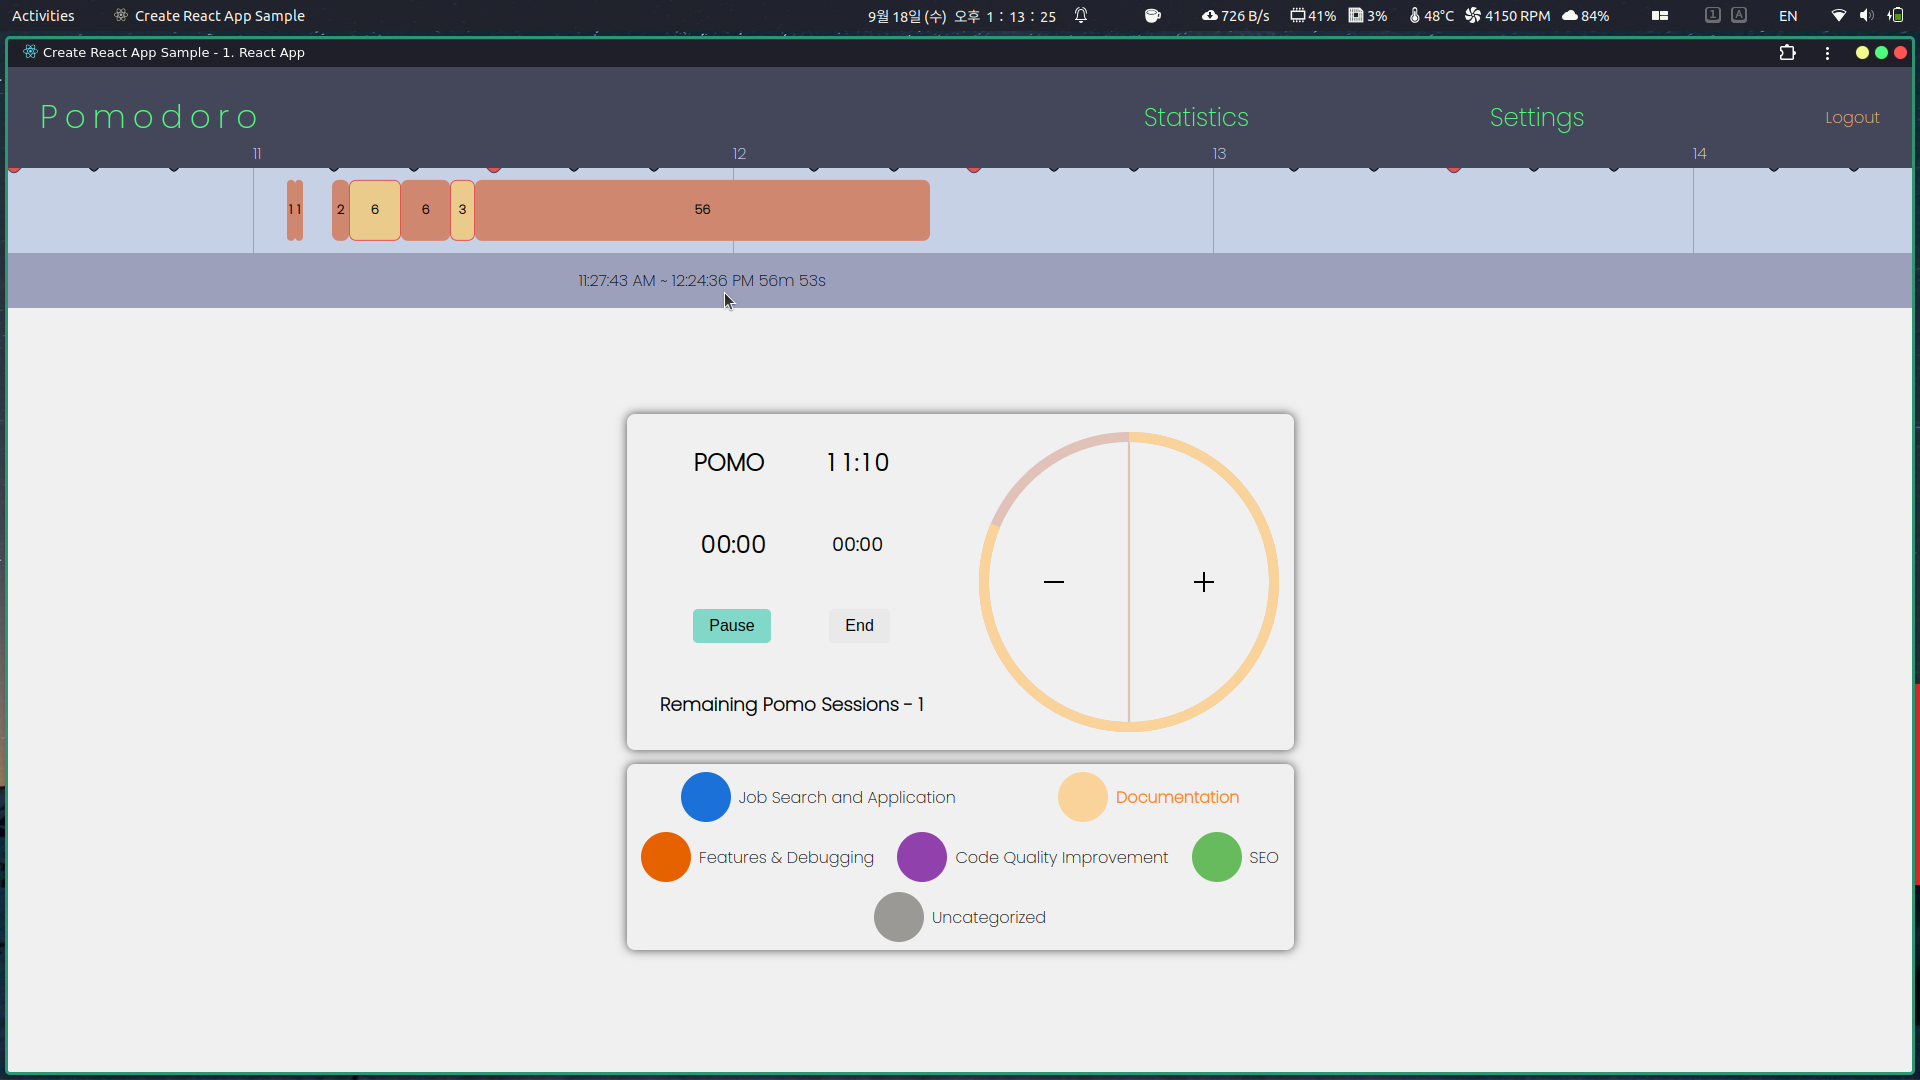 Activities Create React App Sample 9월 18일 (수) 오후 1 : 13 : 25 726 B/s 41% 3% 48°C 4150 RPM 84% 1 A EN
Create React App Sample - 1. React App
Pomodoro Statistics Settings Logout
11 12 13 14
1 1 2 6 6 3 56
11:27:43 AM ~ 12:24:36 PM 56m 53s
POMO 11:10
00:00 00:00
Pause End
Remaining Pomo Sessions - 1
Job Search and Application Documentation
Features & Debugging Code Quality Improvement SEO
Uncategorized